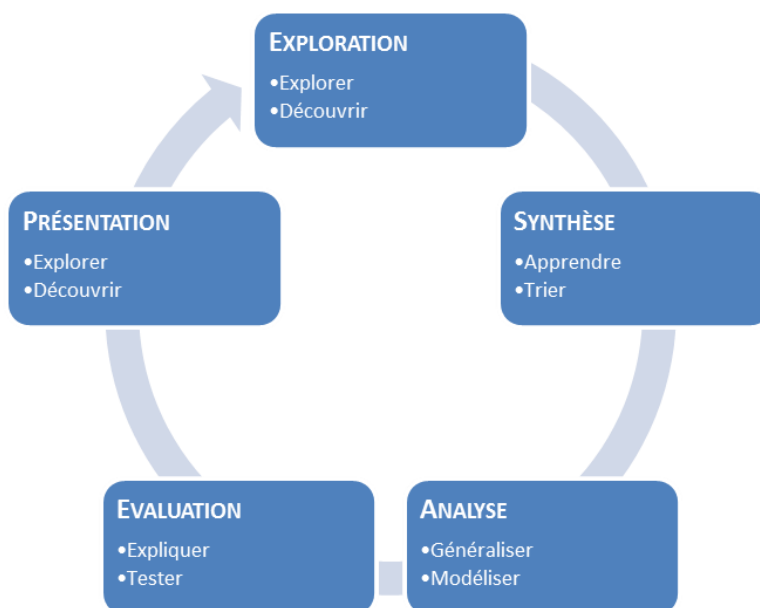 EXPLORATION
•Explorer
•Découvrir
SYNTHÈSE
•Apprendre
•Trier
ANALYSE
•Généraliser
•Modéliser
EVALUATION
•Expliquer
•Tester
PRÉSENTATION
•Explorer
•Découvrir